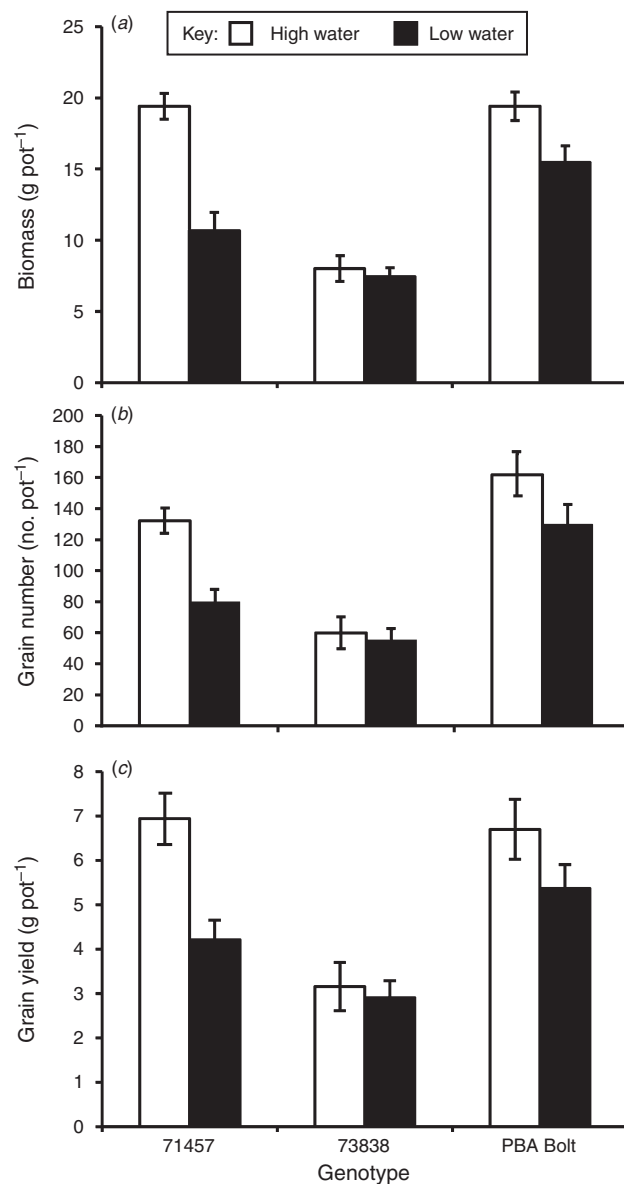 (a)
Key: High water Low water
25
20
15
10
5
0
Biomass (g pot⁻¹)
(b)
200
180
160
140
120
100
80
60
40
20
0
Grain number (no. pot⁻¹)
(c)
8
7
6
5
4
3
2
1
0
Grain yield (g pot⁻¹)
71457 73838 PBA Bolt
Genotype